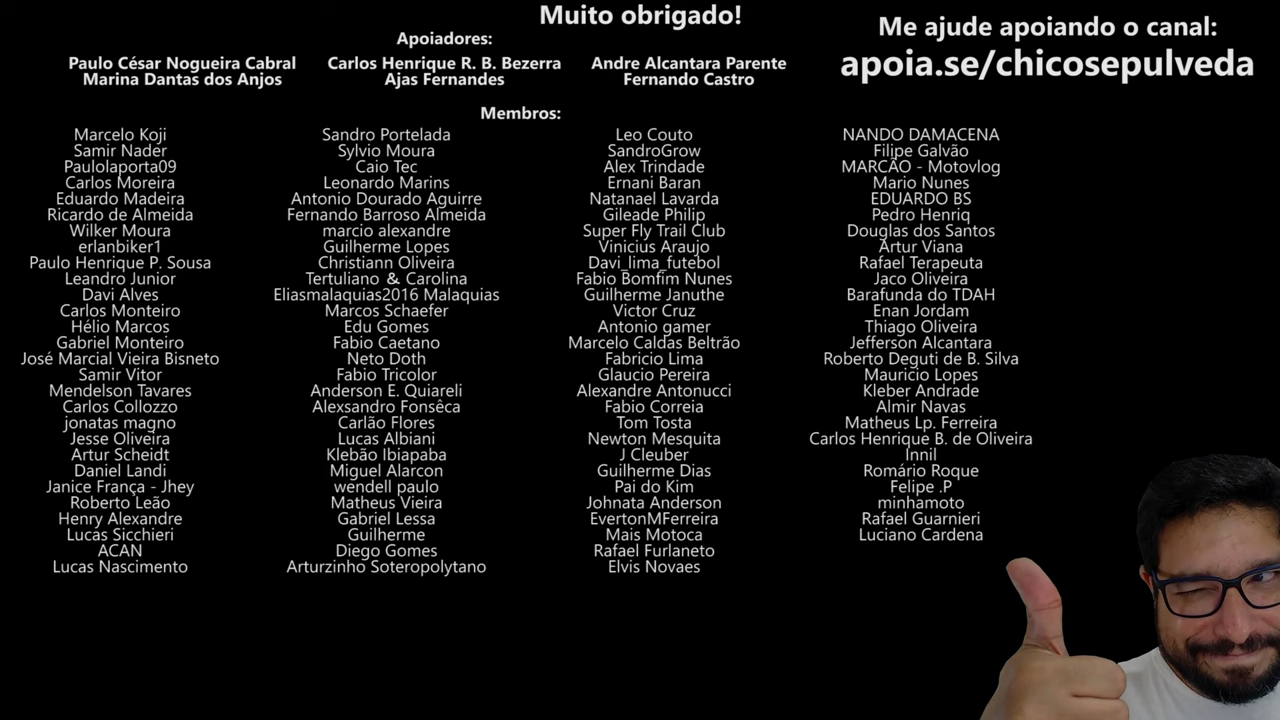 Muito obrigado!
Apoiadores:
Paulo César Nogueira Cabral
Marina Dantas dos Anjos
Carlos Henrique R. B. Bezerra
Ajas Fernandes
Andre Alcantara Parente
Fernando Castro
Me ajude apoiando o canal:
apoia.se/chicosepulveda
Membros:
Marcelo Koji
Samir Nader
Paulolaporta09
Carlos Moreira
Eduardo Madeira
Ricardo de Almeida
Wilker Moura
erlanbiker1
Paulo Henrique P. Sousa
Leandro Junior
Davi Alves
Carlos Monteiro
Hélio Marcos
Gabriel Monteiro
José Marcial Vieira Bisneto
Samir Vitor
Mendelson Tavares
Carlos Collozzo
jonatas magno
Jesse Oliveira
Artur Scheidt
Daniel Landi
Janice França - Jhey
Roberto Leão
Henry Alexandre
Lucas Sicchieri
ACAN
Lucas Nascimento
Sandro Portelada
Sylvio Moura
Caio Tec
Leonardo Marins
Antonio Dourado Aguirre
Fernando Barroso Almeida
marcio alexandre
Guilherme Lopes
Christiann Oliveira
Tertuliano & Carolina
Eliasmalaquias2016 Malaquias
Marcos Schaefer
Edu Gomes
Fabio Caetano
Neto Doth
Fabio Tricolor
Anderson E. Quiareli
Alexsandro Fonsêca
Carlão Flores
Lucas Albiani
Klebão Ibiapaba
Miguel Alarcon
wendell paulo
Matheus Vieira
Gabriel Lessa
Guilherme
Diego Gomes
Arturzinho Soteropolytano
Leo Couto
SandroGrow
Alex Trindade
Ernani Baran
Natanael Lavarda
Gileade Philip
Super Fly Trail Club
Vinicius Araujo
Davi_lima_futebol
Fabio Bomfim Nunes
Guilherme Januthe
Victor Cruz
Antonio gamer
Marcelo Caldas Beltrão
Fabricio Lima
Glaucio Pereira
Alexandre Antonucci
Fabio Correia
Tom Tosta
Newton Mesquita
J Cleuber
Guilherme Dias
Pai do Kim
Johnata Anderson
EvertonMFerreira
Mais Motoca
Rafael Furlaneto
Elvis Novaes
NANDO DAMACENA
Filipe Galvão
MARCÃO - Motovlog
Mario Nunes
EDUARDO BS
Pedro Henriq
Douglas dos Santos
Artur Viana
Rafael Terapeuta
Jaco Oliveira
Barafunda do TDAH
Enan Jordam
Thiago Oliveira
Jefferson Alcantara
Roberto Deguti de B. Silva
Mauricio Lopes
Kleber Andrade
Almir Navas
Matheus Lp. Ferreira
Carlos Henrique B. de Oliveira
Innil
Romário Roque
Felipe .P
minhamoto
Rafael Guarnieri
Luciano Cardena